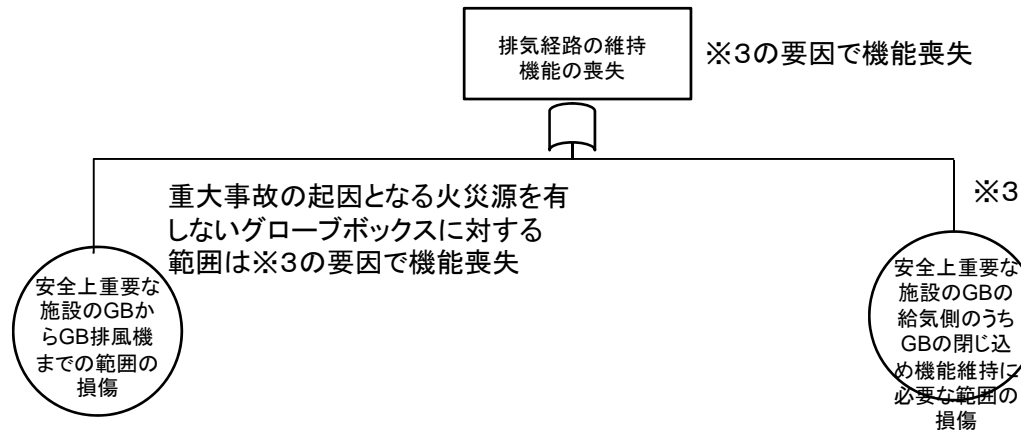 排気経路の維持
機能の喪失
※3の要因で機能喪失
重大事故の起因となる火災源を有
しないグローブボックスに対する
範囲は※3の要因で機能喪失
※3
安全上重要な
施設のGBか
らGB排風機
までの範囲の
損傷
安全上重要な
施設のGBの
給気側のうち
GBの閉じ込
め機能維持に
必要な範囲の
損傷